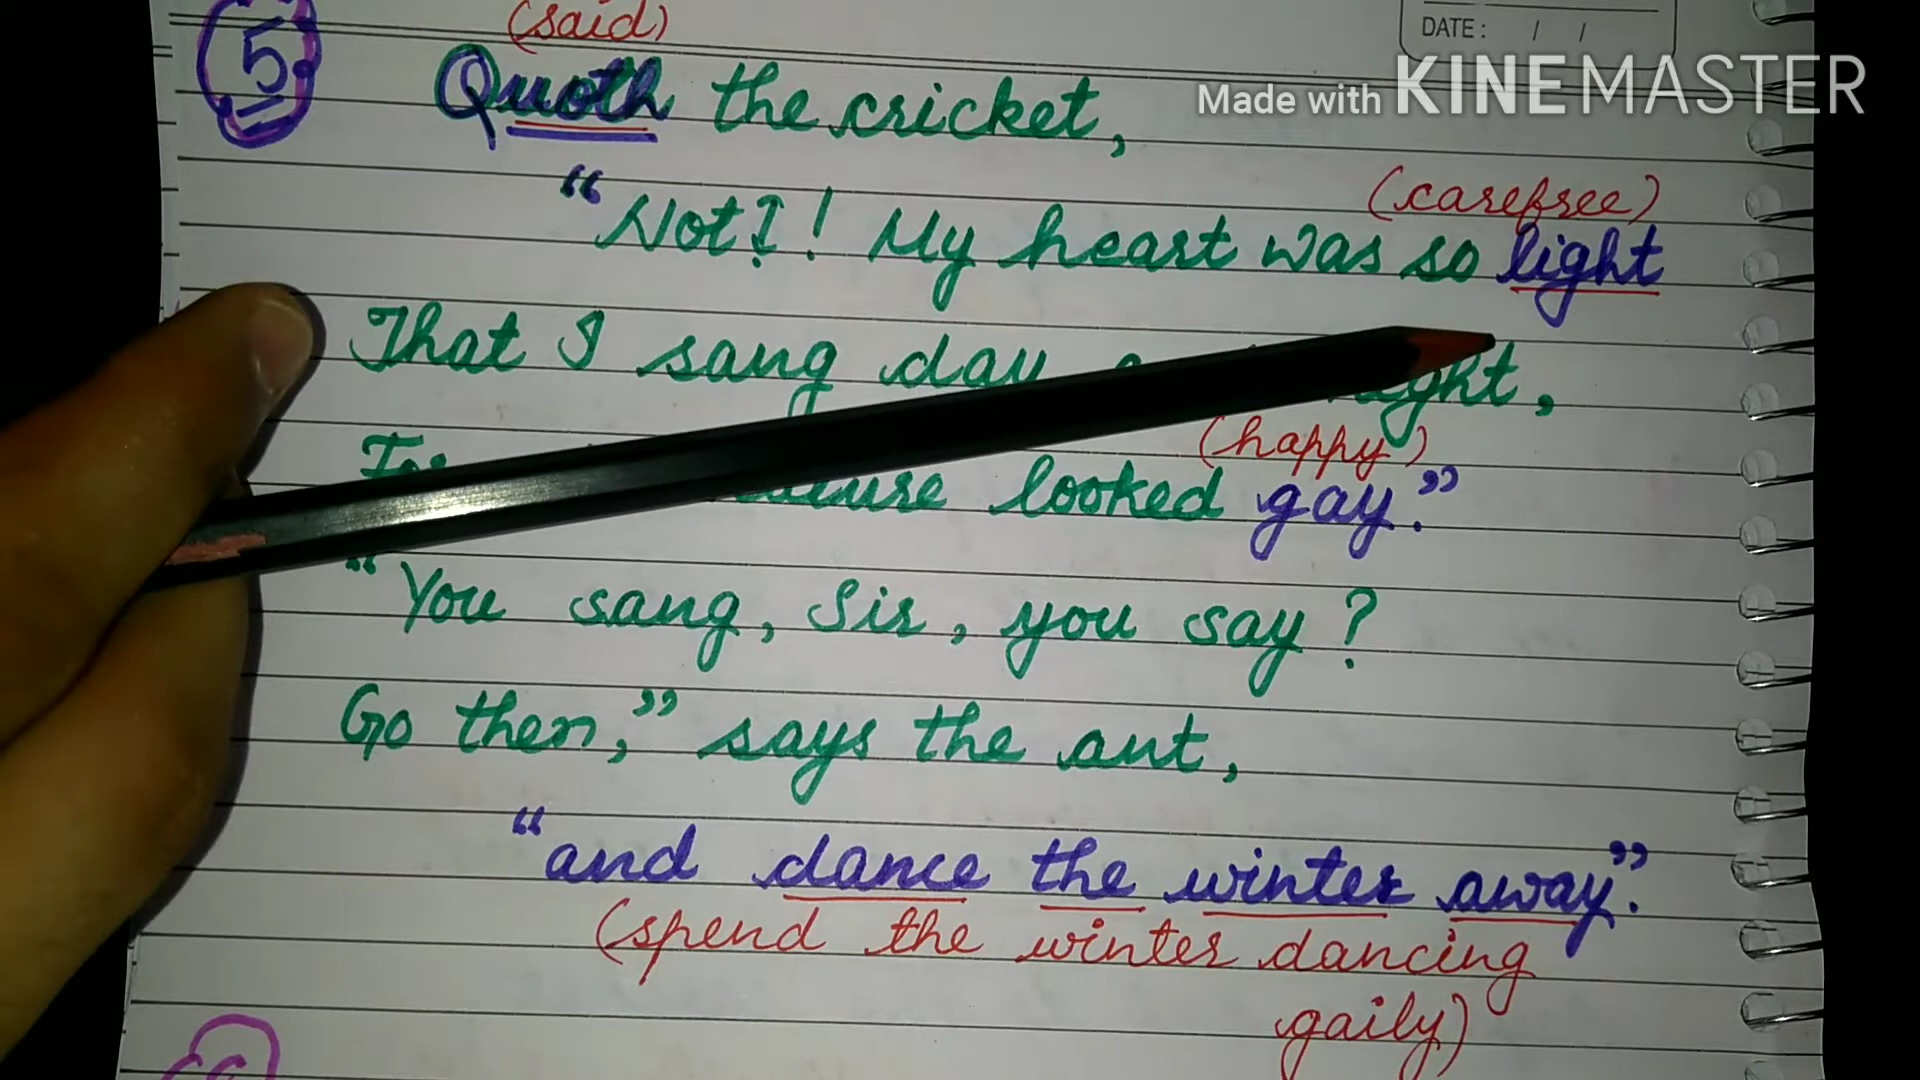 5
(said)
Quoth the cricket,
DATE: / /
Made with KINEMASTER
(carefree)
"Not I! My heart was so light
That I sang day
(happy)
looked gay."
"You sang, Sir, you say?
Go then," says the ant,
"and dance the winter away".
(spend the winter dancing
gaily)